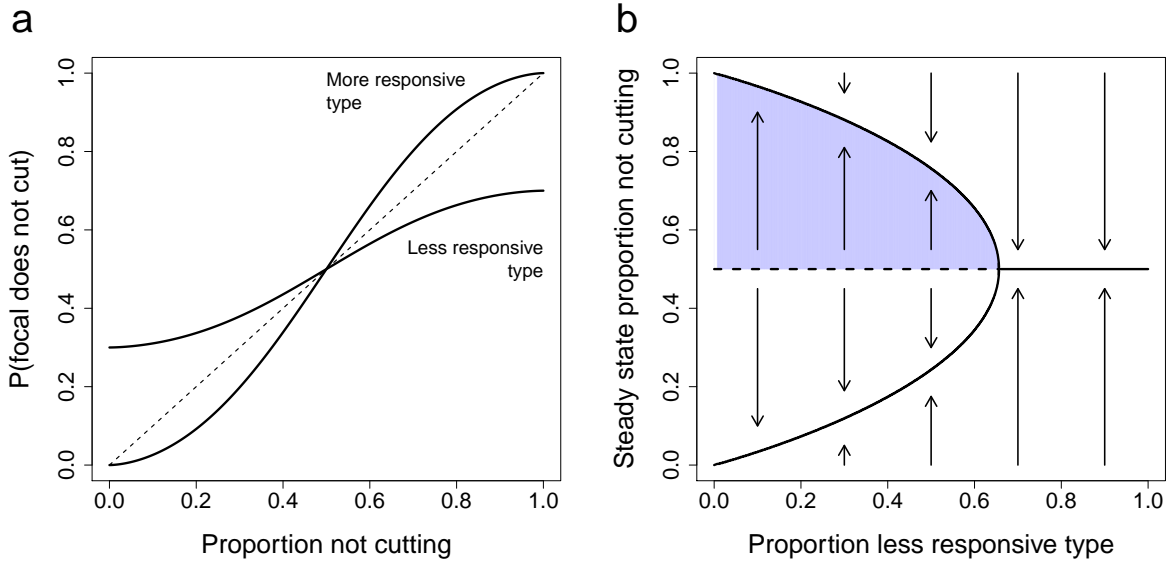 a
P(focal does not cut)
1.0
0.8
0.6
0.4
0.2
0.0
More responsive
type
Less responsive
type
0.0 0.2 0.4 0.6 0.8 1.0
Proportion not cutting
b
Steady state proportion not cutting
1.0
0.8
0.6
0.4
0.2
0.0
0.0 0.2 0.4 0.6 0.8 1.0
Proportion less responsive type